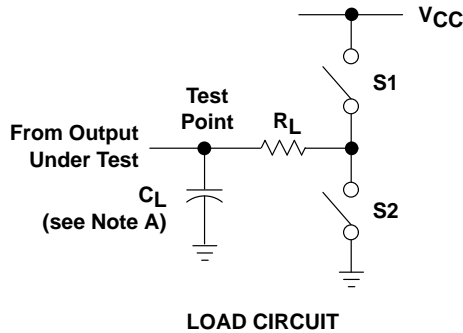 VCC
S1
Test
Point
RL
From Output
Under Test
CL
(see Note A)
S2
LOAD CIRCUIT